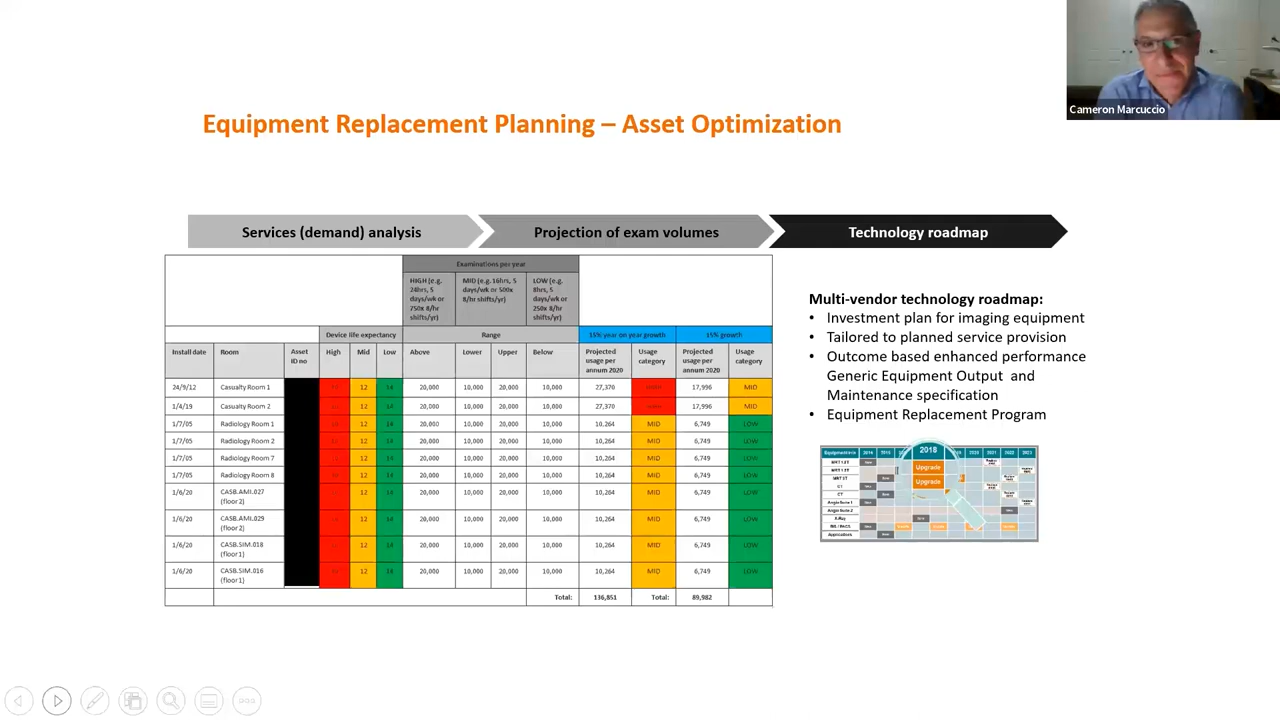 Cameron Marcuccio
Equipment Replacement Planning – Asset Optimization
Services (demand) analysis
Projection of exam volumes
Technology roadmap
Examinations per year
HIGH (e.g. 24hrs, 5 days/wk or 750x 8/hr shifts/yr)
MID (e.g. 16hrs, 5 days/wk or 500x 8/hr shifts/yr)
LOW (e.g. 8hrs, 5 days/wk or 250x 8/hr shifts/yr)
Device life expectancy
Range
15% year on year growth
15% growth
Install date Room Asset ID no High Mid Low Above Lower Upper Below Projected usage per annum 2020 Usage category Projected usage per annum 2020 Usage category
24/9/12 Casualty Room 1 12 14 20,000 10,000 20,000 10,000 27,370 17,996 MID
1/4/19 Casualty Room 2 12 14 20,000 10,000 20,000 10,000 27,370 17,996 MID
1/7/05 Radiology Room 1 12 14 20,000 10,000 20,000 10,000 10,264 MID 6,749 LOW
1/7/05 Radiology Room 2 12 14 20,000 10,000 20,000 10,000 10,264 MID 6,749 LOW
1/7/05 Radiology Room 7 12 14 20,000 10,000 20,000 10,000 10,264 MID 6,749 LOW
1/7/05 Radiology Room 8 12 14 20,000 10,000 20,000 10,000 10,264 MID 6,749 LOW
1/6/20 CASB.AMI.027 (floor2) 12 14 20,000 10,000 20,000 10,000 10,264 MID 6,749 LOW
1/6/20 CASB.AMI.029 (floor2) 12 14 20,000 10,000 20,000 10,000 10,264 MID 6,749 LOW
1/6/20 CASB.SIM.018 (floor1) 12 14 20,000 10,000 20,000 10,000 10,264 MID 6,749 LOW
1/6/20 CASB.SIM.016 (floor1) 12 14 20,000 10,000 20,000 10,000 10,264 MID 6,749 LOW
Total: 136,851 Total: 89,982
Multi-vendor technology roadmap:
• Investment plan for imaging equipment
• Tailored to planned service provision
• Outcome based enhanced performance
Generic Equipment Output and
Maintenance specification
• Equipment Replacement Program
2018
Upgrade
Upgrade